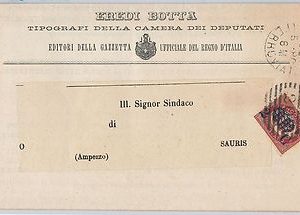 EREDI BOTTA
TIPOGRAFI DELLA CAMERA DEI DEPUTATI
EDITORI DELLA GAZZETTA UFFICIALE DEL REGNO D'ITALIA
Ill. Signor Sindaco
di
O SAURIS
(Ampezzo)